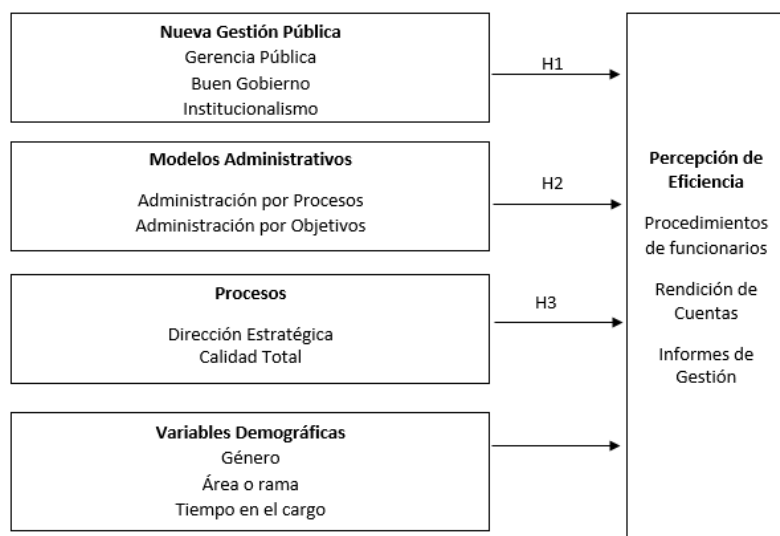 Nueva Gestión Pública
Gerencia Pública
Buen Gobierno
Institucionalismo
H1
Modelos Administrativos
Administración por Procesos
Administración por Objetivos
H2
Procesos
Dirección Estratégica
Calidad Total
H3
Variables Demográficas
Género
Área o rama
Tiempo en el cargo
Percepción de
Eficiencia
Procedimientos
de funcionarios
Rendición de
Cuentas
Informes de
Gestión